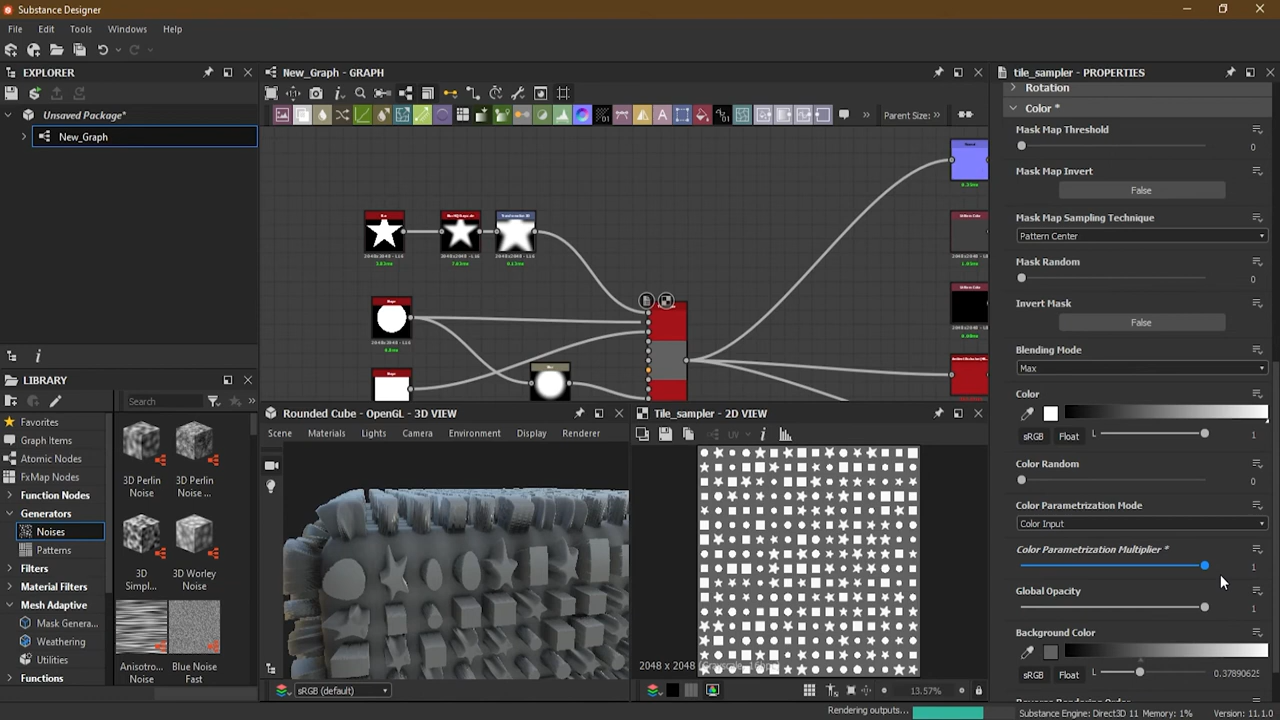 Substance Designer
File Edit Tools Windows Help
EXPLORER
Unsaved Package*
New_Graph
LIBRARY
Search
Favorites
Graph Items
Atomic Nodes
FxMap Nodes
Function Nodes
Generators
Noises
Patterns
Filters
Material Filters
Mesh Adaptive
Mask Genera...
Weathering
Utilities
Functions
3D Perlin Noise
3D Perlin Noise ...
3D Simpl...
3D Worley Noise
Anisotro... Noise
Blue Noise Fast
New_Graph - GRAPH
Parent Size:
Rounded Cube - OpenGL - 3D VIEW
Scene Materials Lights Camera Environment Display Renderer
sRGB (default)
Tile_sampler - 2D VIEW
UV
2048 x 2048
13.57%
tile_sampler - PROPERTIES
Rotation
Color *
Mask Map Threshold
0
Mask Map Invert
False
Mask Map Sampling Technique
Pattern Center
Mask Random
0
Invert Mask
False
Blending Mode
Max
Color
sRGB Float L 1
Color Random
0
Color Parametrization Mode
Color Input
Color Parametrization Multiplier *
1
Global Opacity
1
Background Color
sRGB Float L 0.37890625
Rendering outputs...
Substance Engine: Direct3D 11 Memory: 1% Version: 11.1.0